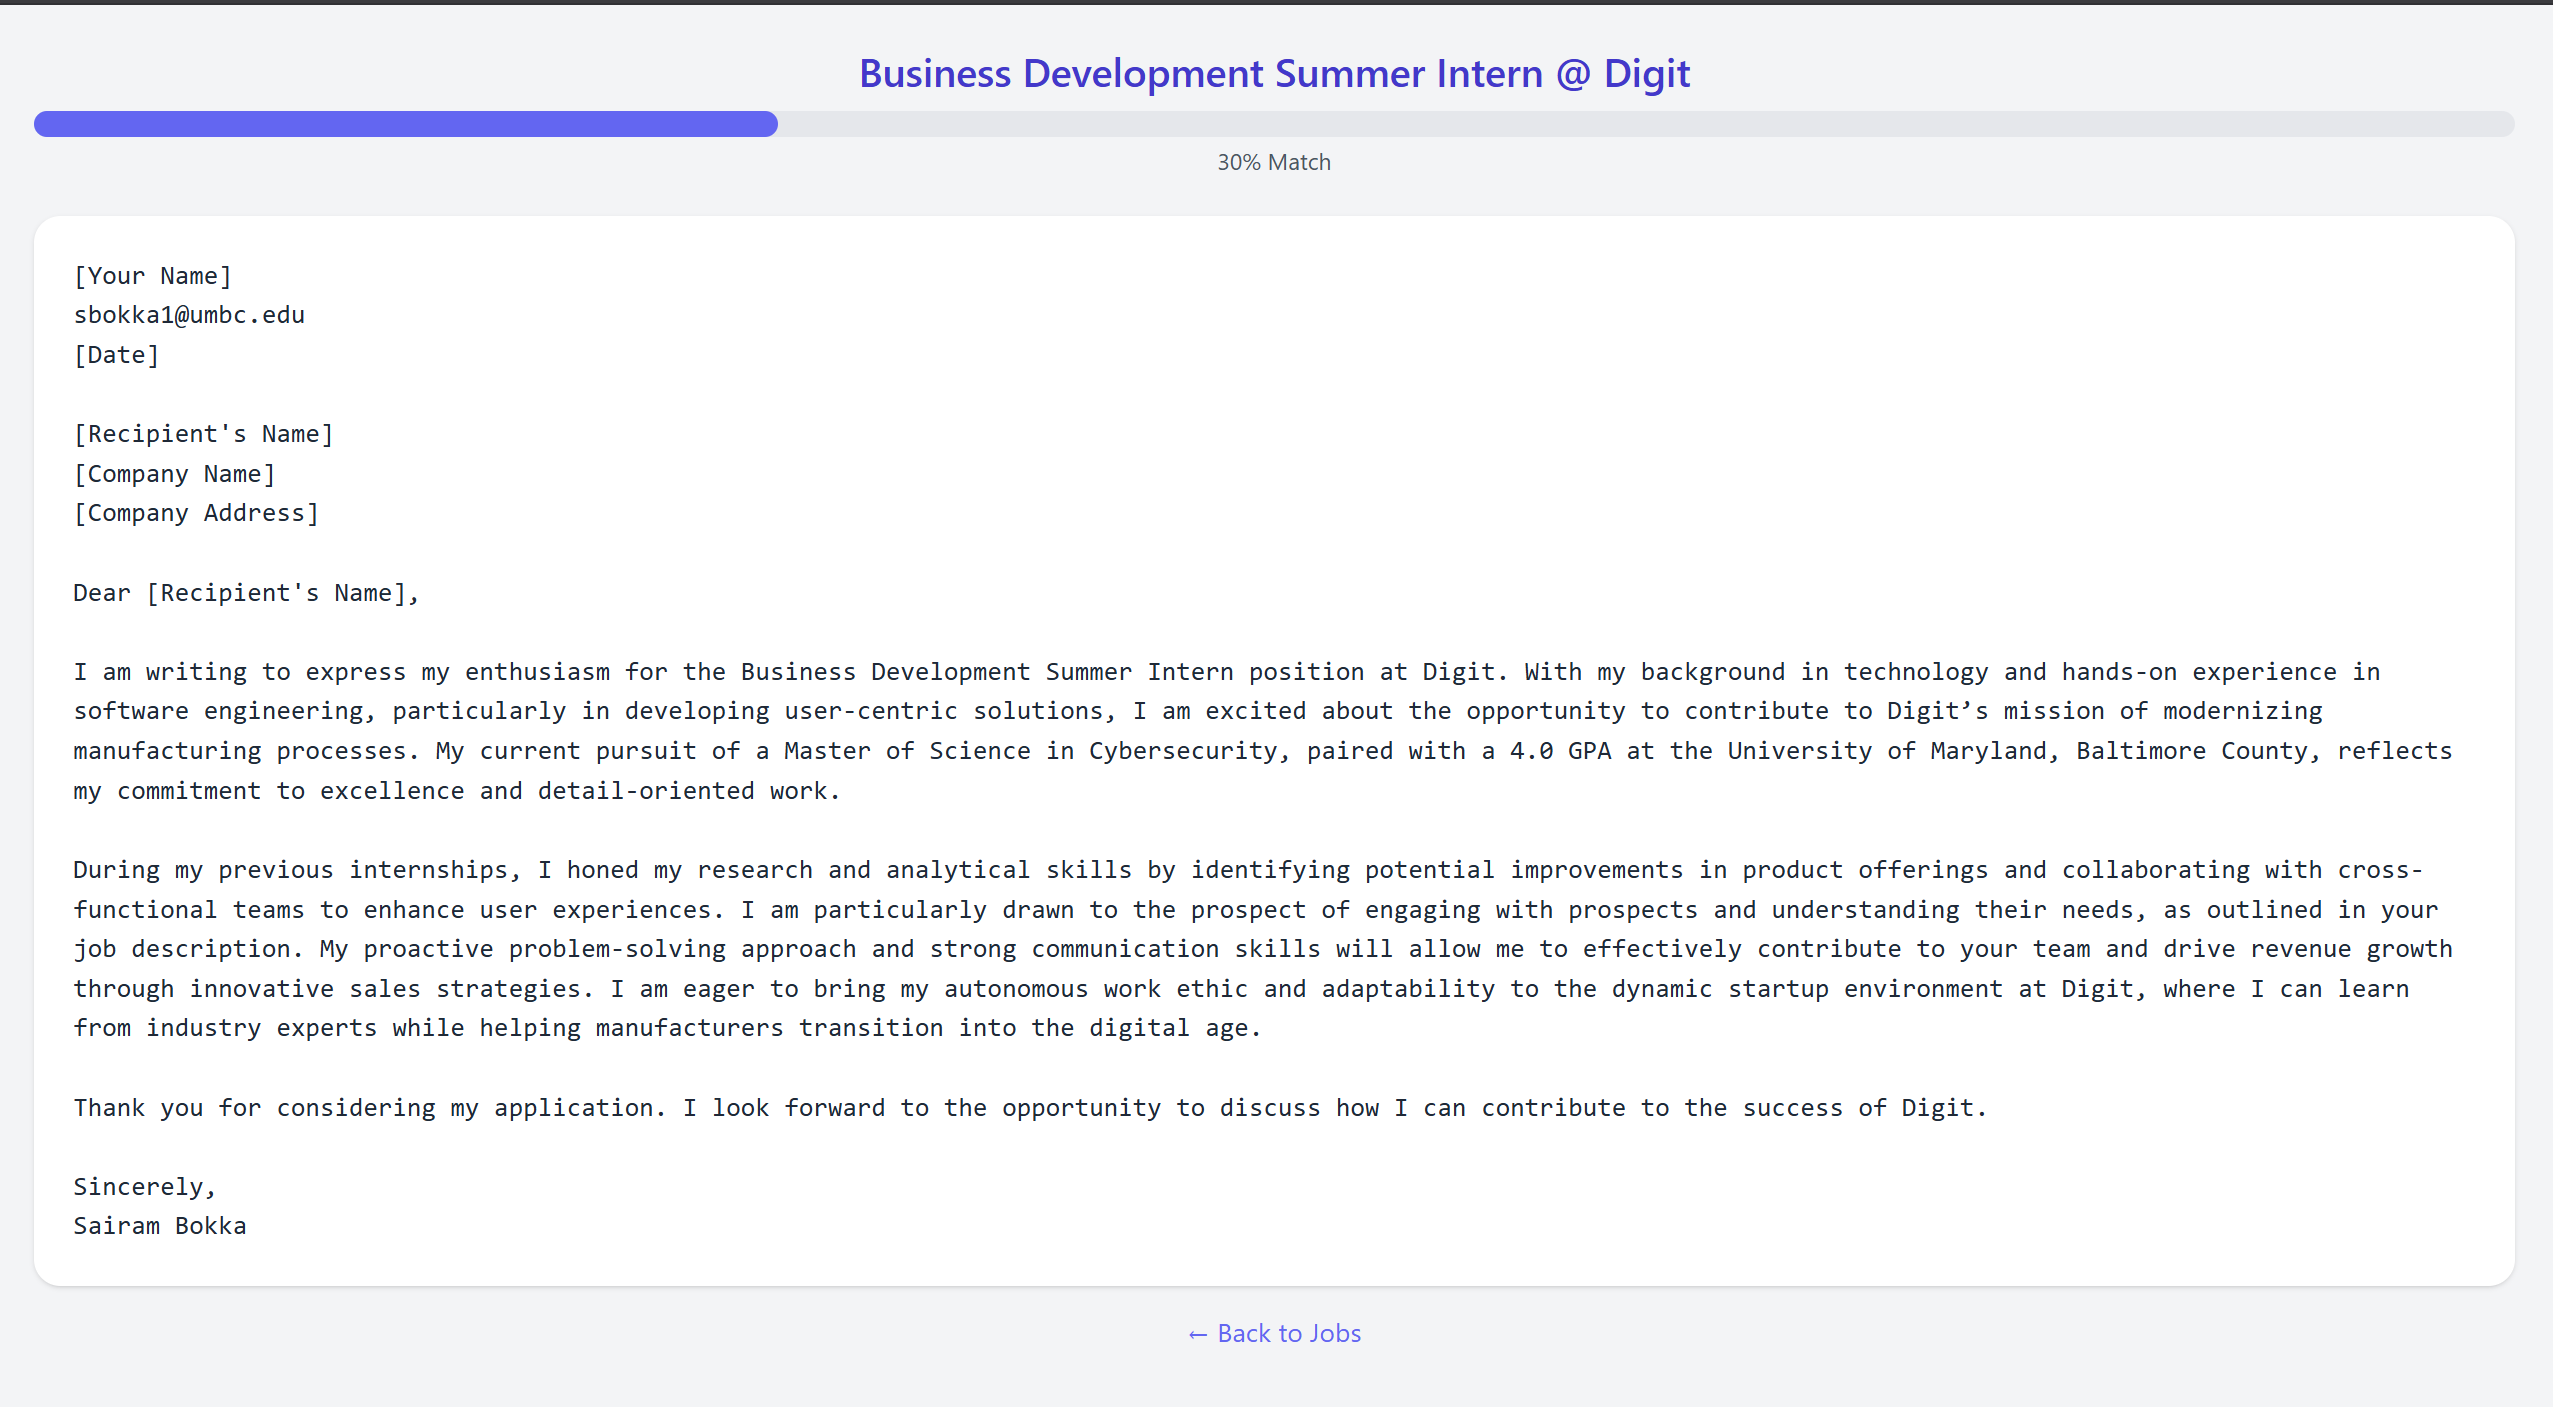 Business Development Summer Intern @ Digit
30% Match
[Your Name]
sbokka1@umbc.edu
[Date]
[Recipient's Name]
[Company Name]
[Company Address]
Dear [Recipient's Name],
I am writing to express my enthusiasm for the Business Development Summer Intern position at Digit. With my background in technology and hands-on experience in
software engineering, particularly in developing user-centric solutions, I am excited about the opportunity to contribute to Digit’s mission of modernizing
manufacturing processes. My current pursuit of a Master of Science in Cybersecurity, paired with a 4.0 GPA at the University of Maryland, Baltimore County, reflects
my commitment to excellence and detail-oriented work.
During my previous internships, I honed my research and analytical skills by identifying potential improvements in product offerings and collaborating with cross-
functional teams to enhance user experiences. I am particularly drawn to the prospect of engaging with prospects and understanding their needs, as outlined in your
job description. My proactive problem-solving approach and strong communication skills will allow me to effectively contribute to your team and drive revenue growth
through innovative sales strategies. I am eager to bring my autonomous work ethic and adaptability to the dynamic startup environment at Digit, where I can learn
from industry experts while helping manufacturers transition into the digital age.
Thank you for considering my application. I look forward to the opportunity to discuss how I can contribute to the success of Digit.
Sincerely,
Sairam Bokka
← Back to Jobs